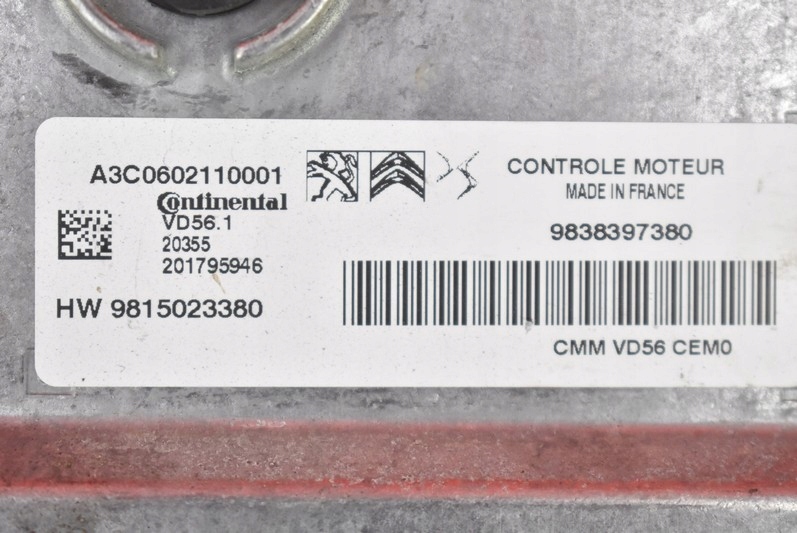 A3C0602110001
Continental
VD56.1
20355
201795946
HW 9815023380
CONTROLE MOTEUR
MADE IN FRANCE
9838397380
CMM VD56 CEM0